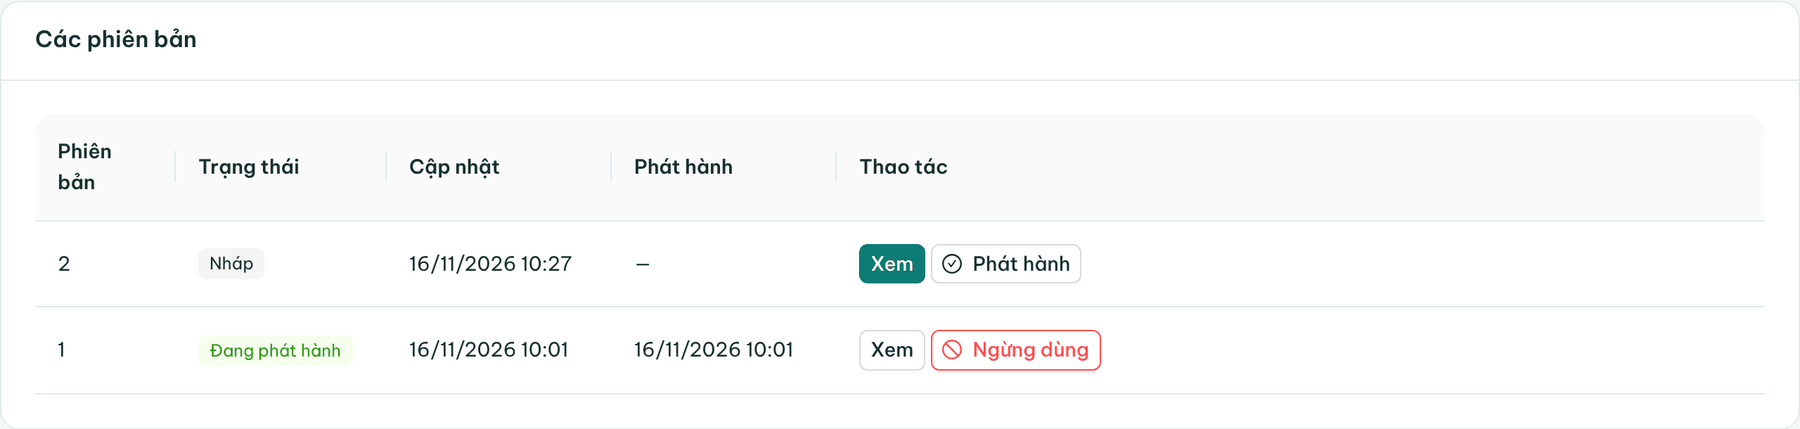 Các phiên bản
Phiên bản Trạng thái Cập nhật Phát hành Thao tác
2 Nháp 16/11/2026 10:27 — Xem Phát hành
1 Đang phát hành 16/11/2026 10:01 16/11/2026 10:01 Xem Ngừng dùng